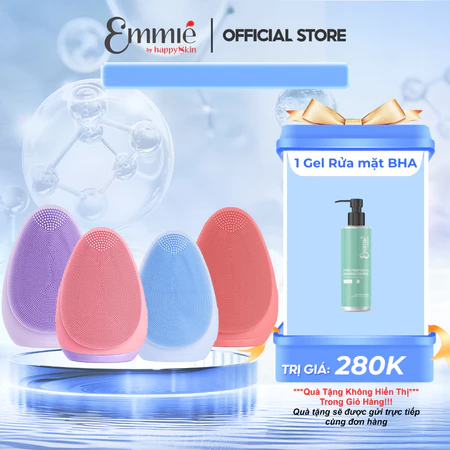 Emmié
by happySkin
OFFICIAL STORE
1 Gel Rửa mặt BHA
Emmié
TRỊ GIÁ: 280K
***Quà Tặng Không Hiển Thị***
Trong Giỏ Hàng!!!
Quà tặng sẽ được gửi trực tiếp
cùng đơn hàng